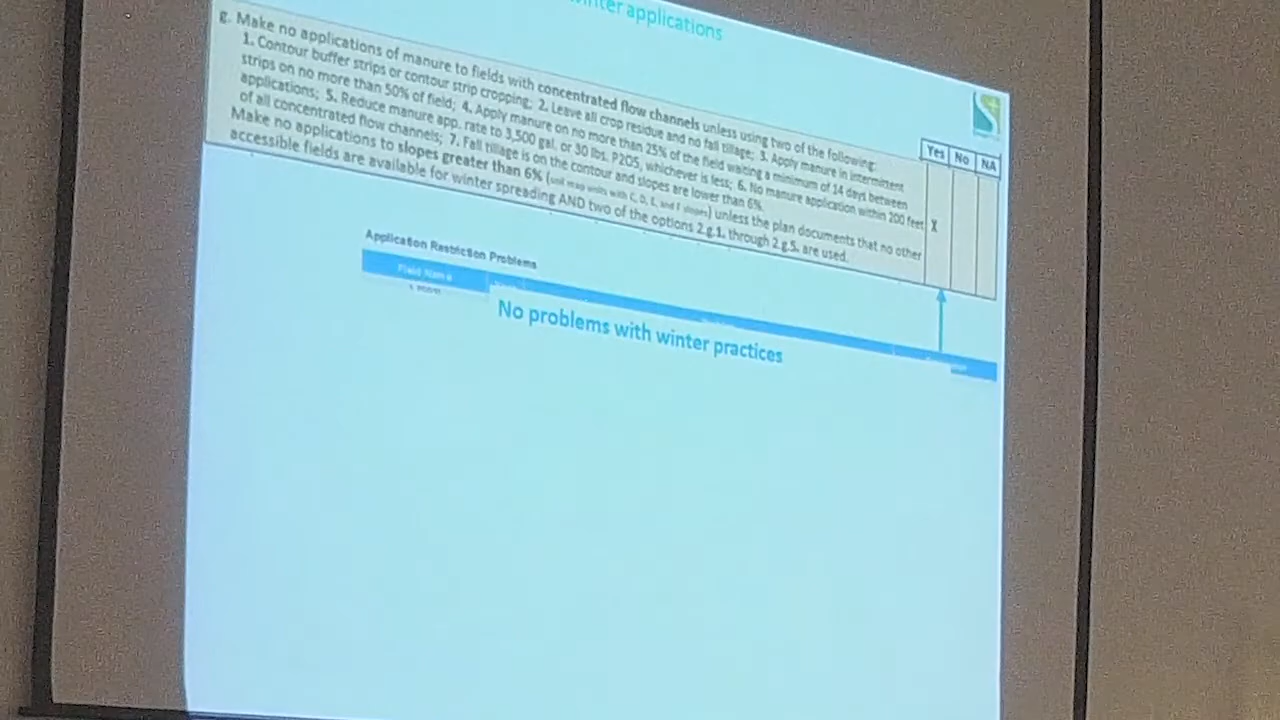 applications
g. Make no applications of manure to fields with concentrated flow channels unless using two of the following:
1. Contour buffer strips or contour strip cropping; 2. Leave all crop residue and no fall tillage; 3. Apply manure in intermittent
strips on no more than 50% of field; 4. Apply manure on no more than 25% of the field waiting a minimum of 14 days between
applications; 5. Reduce manure app. rate to 3,500 gal. or 30 lbs. P2O5, whichever is less; 6. No manure application within 200 feet
of all concentrated flow channels; 7. Fall tillage is on the contour and slopes are lower than 6%.
Make no applications to slopes greater than 6% (soil map units with C, D, E, and F slopes) unless the plan documents that no other
accessible fields are available for winter spreading AND two of the options 2.g.1. through 2.g.5. are used.
Yes No NA
X
Application Restriction Problems
Field Name
No problems with winter practices